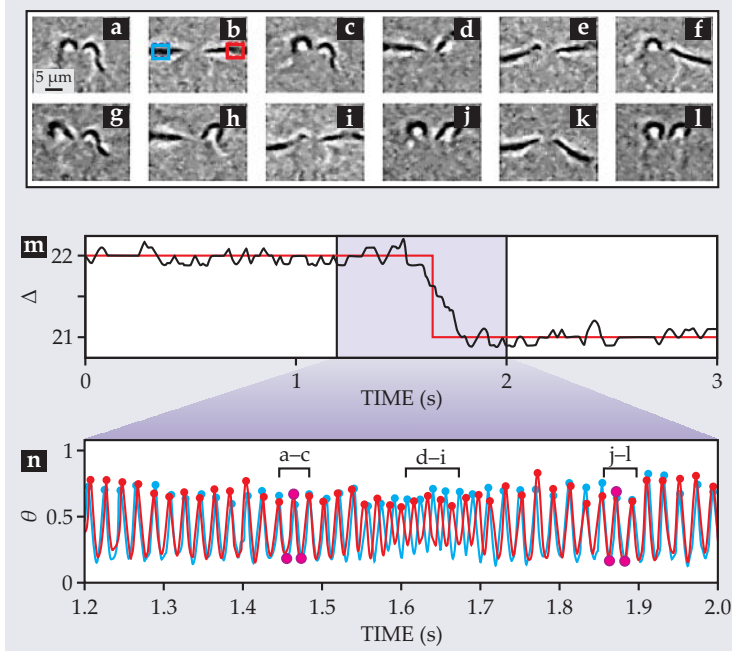 a b c d e f
5 μm
g h i j k l
m
22
Δ
21
0 1 2 3
TIME (s)
n
1
a–c d–i j–l
θ 0.5
0
1.2 1.3 1.4 1.5 1.6 1.7 1.8 1.9 2.0
TIME (s)